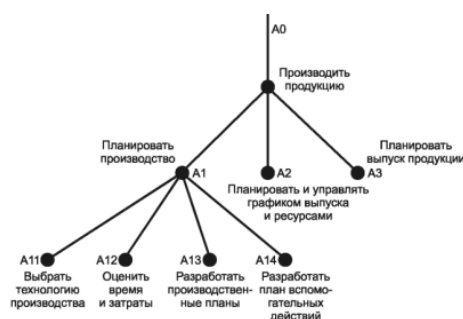 A0
Производить
продукцию
Планировать
производство
A1
A2
Планировать и управлять
графиком выпуска
и ресурсами
Планировать
выпуск продукции
A3
A11
Выбрать
технологию
производства
A12
Оценить
время
и затраты
A13
Разработать
производствен-
ные планы
A14
Разработать
план вспомо-
гательных
действий